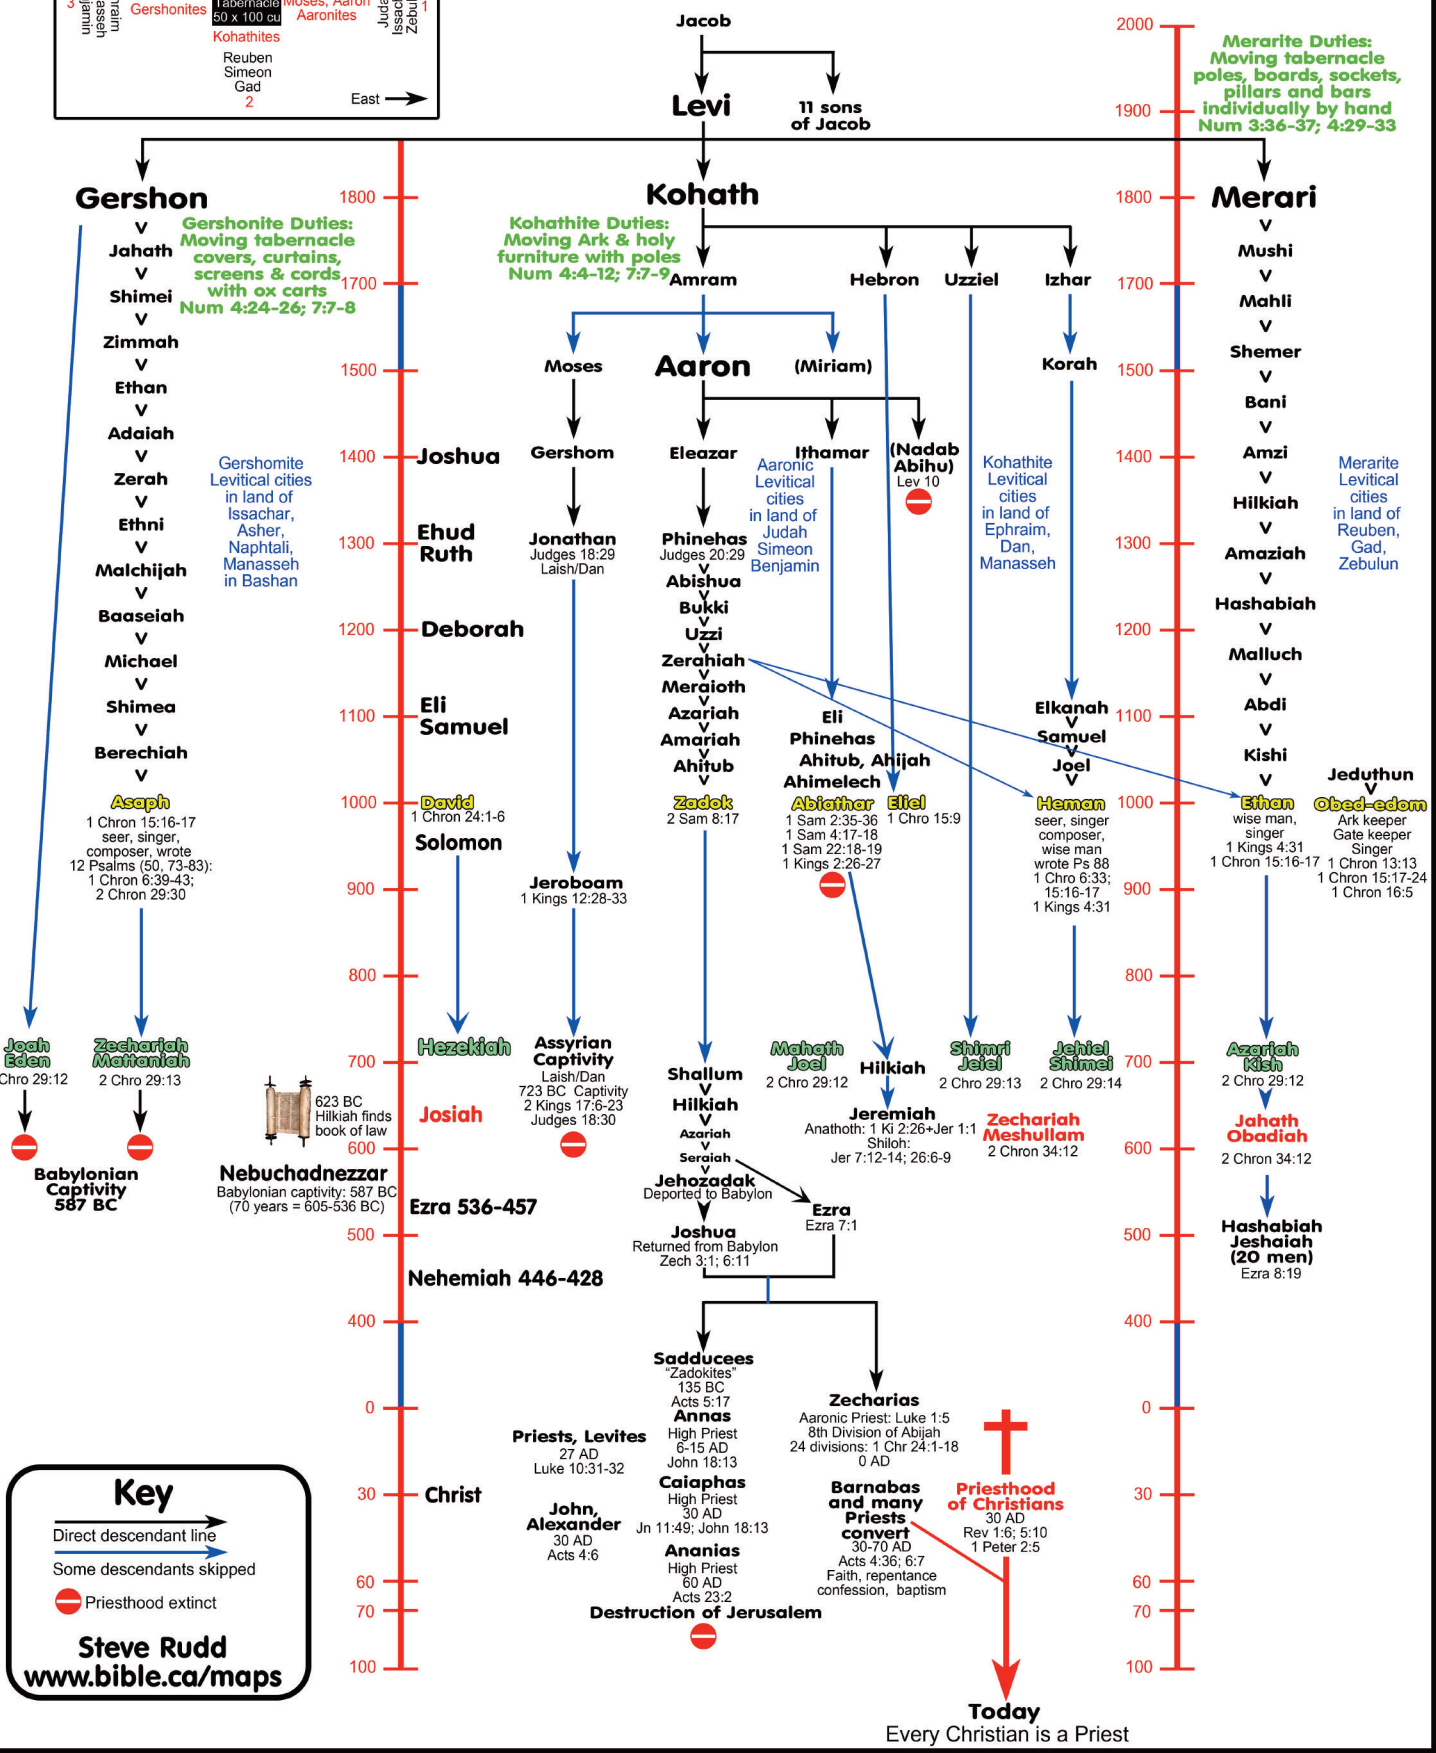 3
jamin
asseh
hraim
Gershonites
Tabernacle
50 x 100 cu
Moses, Aaron
Aaronites
Juda
Issac
Zebul
1
Kohathites
Reuben
Simeon
Gad
2
East
Jacob
Levi
11 sons
of Jacob
2000
1900
Merarite Duties:
Moving tabernacle
poles, boards, sockets,
pillars and bars
individually by hand
Num 3:36-37; 4:29-33
Gershon
Jahath
Shimei
Zimmah
Ethan
Adaiah
Zerah
Ethni
Malchijah
Baaseiah
Michael
Shimea
Berechiah
Asaph
1 Chron 15:16-17
seer, singer,
composer, wrote
12 Psalms (50, 73-83):
1 Chron 6:39-43;
2 Chron 29:30
Gershonite Duties:
Moving tabernacle
covers, curtains,
screens & cords
with ox carts
Num 4:24-26; 7:7-8
Gershomite
Levitical cities
in land of
Issachar,
Asher,
Naphtali,
Manasseh
in Bashan
Joah
Eden
Chro 29:12
Zechariah
Mattaniah
2 Chro 29:13
Babylonian
Captivity
587 BC
623 BC
Hilkiah finds
book of law
Nebuchadnezzar
Babylonian captivity: 587 BC
(70 years = 605-536 BC)
1800
1700
1500
1400
1300
1200
1100
1000
900
800
700
600
500
400
0
30
60
70
100
Joshua
Ehud
Ruth
Deborah
Eli
Samuel
David
1 Chron 24:1-6
Solomon
Hezekiah
Josiah
Ezra 536-457
Nehemiah 446-428
Christ
Kohath
Kohathite Duties:
Moving Ark & holy
furniture with poles
Num 4:4-12; 7:7-9
Amram
Hebron
Uzziel
Izhar
Moses
Aaron
(Miriam)
Korah
Gershom
Eleazar
Ithamar
(Nadab
Abihu)
Lev 10
Jonathan
Judges 18:29
Laish/Dan
Jeroboam
1 Kings 12:28-33
Assyrian
Captivity
Laish/Dan
723 BC Captivity
2 Kings 17:6-23
Judges 18:30
Phinehas
Judges 20:29
Abishua
Bukki
Uzzi
Zerahiah
Meraioth
Azariah
Amariah
Ahitub
Zadok
2 Sam 8:17
Aaronic
Levitical
cities
in land of
Judah
Simeon
Benjamin
Eli
Phinehas
Ahitub, Ahijah
Ahimelech
Abiathar
1 Sam 2:35-36
1 Sam 4:17-18
1 Sam 22:18-19
1 Kings 2:26-27
Eliel
1 Chro 15:9
Kohathite
Levitical
cities
in land of
Ephraim,
Dan,
Manasseh
Elkanah
Samuel
Joel
Heman
seer, singer
composer,
wise man
wrote Ps 88
1 Chro 6:33;
15:16-17
1 Kings 4:31
Shallum
Hilkiah
Azariah
Seraiah
Jehozadak
Deported to Babylon
Joshua
Returned from Babylon
Zech 3:1; 6:11
Ezra
Ezra 7:1
Mahath
Joel
2 Chro 29:12
Hilkiah
Jeremiah
Anathoth: 1 Ki 2:26+Jer 1:1
Shiloh:
Jer 7:12-14; 26:6-9
Shimri
Jeiel
2 Chro 29:13
Jehiel
Shimei
2 Chro 29:14
Zechariah
Meshullam
2 Chron 34:12
Sadducees
“Zadokites”
135 BC
Acts 5:17
Annas
High Priest
6-15 AD
John 18:13
Caiaphas
High Priest
30 AD
Jn 11:49; John 18:13
Ananias
High Priest
60 AD
Acts 23:2
Destruction of Jerusalem
Priests, Levites
27 AD
Luke 10:31-32
John,
Alexander
30 AD
Acts 4:6
Zecharias
Aaronic Priest: Luke 1:5
8th Division of Abijah
24 divisions: 1 Chr 24:1-18
0 AD
Barnabas
and many
Priests
convert
30-70 AD
Acts 4:36; 6:7
Faith, repentance
confession, baptism
Priesthood
of Christians
30 AD
Rev 1:6; 5:10
1 Peter 2:5
Today
Every Christian is a Priest
1800
1700
1500
1400
1300
1200
1100
1000
900
800
700
600
500
400
0
30
60
70
100
Merari
Mushi
Mahli
Shemer
Bani
Amzi
Hilkiah
Amaziah
Hashabiah
Malluch
Abdi
Kishi
Ethan
wise man,
singer
1 Kings 4:31
1 Chron 15:16-17
Merarite
Levitical
cities
in land of
Reuben,
Gad,
Zebulun
Jeduthun
Obed-edom
Ark keeper
Gate keeper
Singer
1 Chron 13:13
1 Chron 15:17-24
1 Chron 16:5
Azariah
Kish
2 Chro 29:12
Jahath
Obadiah
2 Chron 34:12
Hashabiah
Jeshaiah
(20 men)
Ezra 8:19
Key
Direct descendant line
Some descendants skipped
Priesthood extinct
Steve Rudd
www.bible.ca/maps